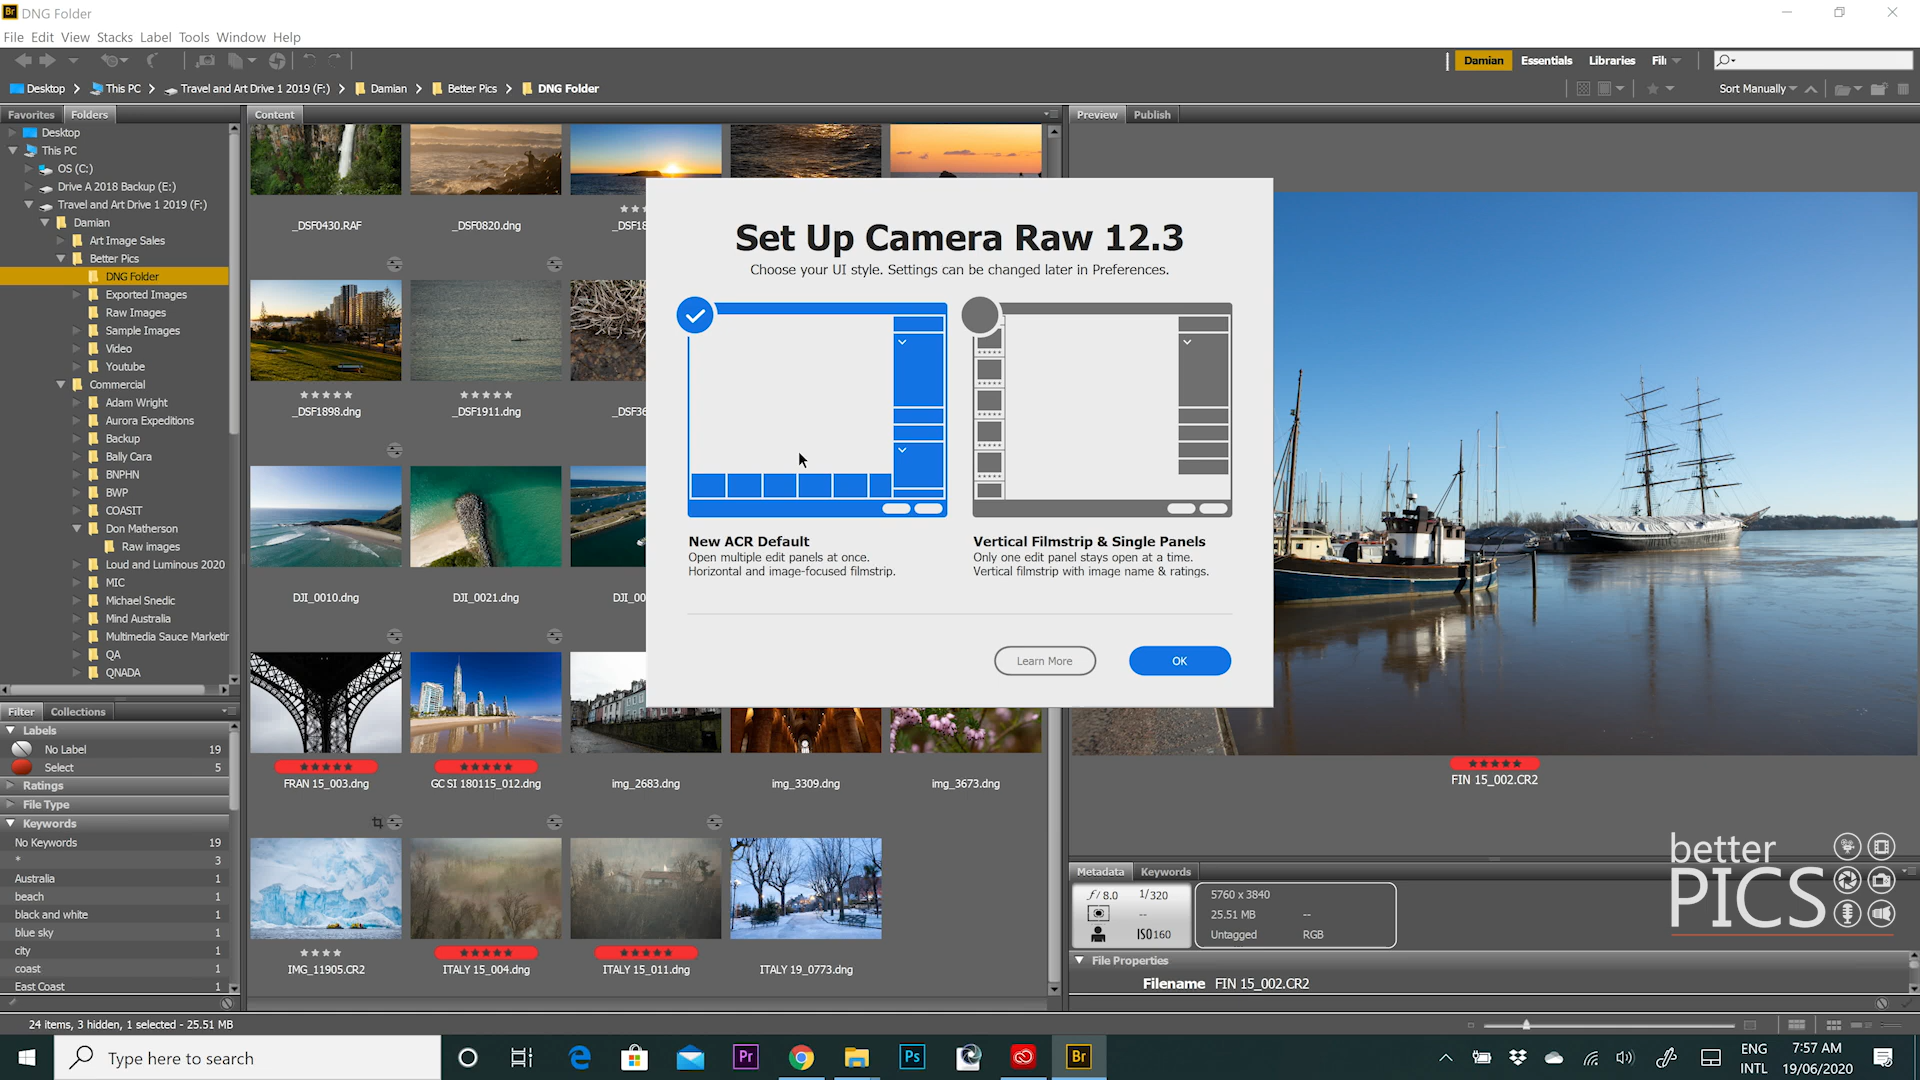 Br DNG Folder
File Edit View Stacks Label Tools Window Help
Damian Essentials Libraries Fil
Desktop This PC Travel and Art Drive 1 2019 (F:) Damian Better Pics DNG Folder
Sort Manually
Favorites Folders
Desktop
This PC
OS (C:)
Drive A 2018 Backup (E:)
Travel and Art Drive 1 2019 (F:)
Damian
Art Image Sales
Better Pics
DNG Folder
Exported Images
Raw Images
Sample Images
Video
Youtube
Commercial
Adam Wright
Aurora Expeditions
Backup
Bally Cara
BNPHN
BWP
COASIT
Don Matherson
Raw images
Loud and Luminous 2020
MIC
Michael Snedic
Mind Australia
Multimedia Sauce Marketin
QA
QNADA
Filter Collections
Labels
No Label 19
Select 5
Ratings
File Type
Keywords
No Keywords 19
* 3
Australia 1
beach 1
black and white 1
blue sky 1
city 1
coast 1
East Coast 1
Content
_DSF0430.RAF _DSF0820.dng _DSF18
_DSF1898.dng _DSF1911.dng _DSF36
DJI_0010.dng DJI_0021.dng DJI_00
FRAN 15_003.dng GC SI 180115_012.dng img_2683.dng img_3309.dng img_3673.dng
IMG_11905.CR2 ITALY 15_004.dng ITALY 15_011.dng ITALY 19_0773.dng
Set Up Camera Raw 12.3
Choose your UI style. Settings can be changed later in Preferences.
New ACR Default
Open multiple edit panels at once.
Horizontal and image-focused filmstrip.
Vertical Filmstrip & Single Panels
Only one edit panel stays open at a time.
Vertical filmstrip with image name & ratings.
Learn More OK
Preview Publish
FIN 15_002.CR2
better
PICS
Metadata Keywords
f/8.0 1/320
--
ISO160
5760 x 3840
25.51 MB --
Untagged RGB
File Properties
Filename FIN 15_002.CR2
24 items, 3 hidden, 1 selected - 25.51 MB
Type here to search
Pr Ps Br
ENG
INTL
7:57 AM
19/06/2020